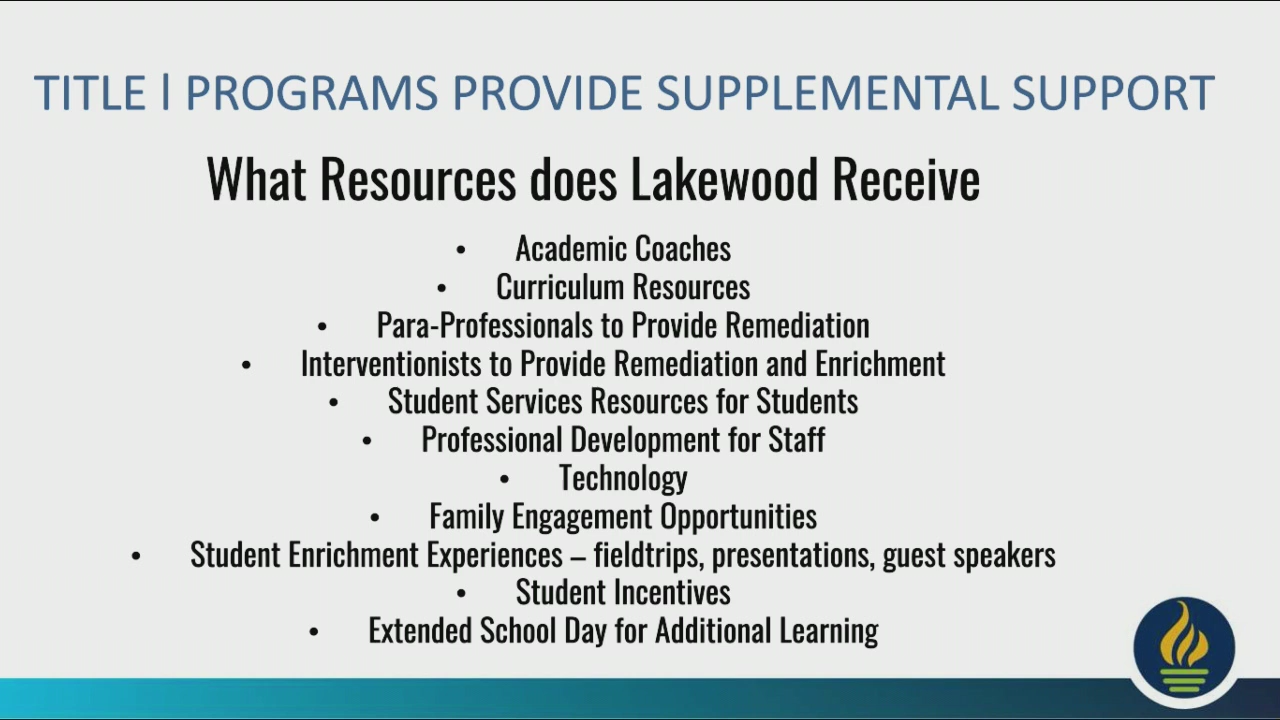 TITLE l PROGRAMS PROVIDE SUPPLEMENTAL SUPPORT
What Resources does Lakewood Receive
• Academic Coaches
• Curriculum Resources
• Para-Professionals to Provide Remediation
• Interventionists to Provide Remediation and Enrichment
• Student Services Resources for Students
• Professional Development for Staff
• Technology
• Family Engagement Opportunities
• Student Enrichment Experiences – fieldtrips, presentations, guest speakers
• Student Incentives
• Extended School Day for Additional Learning